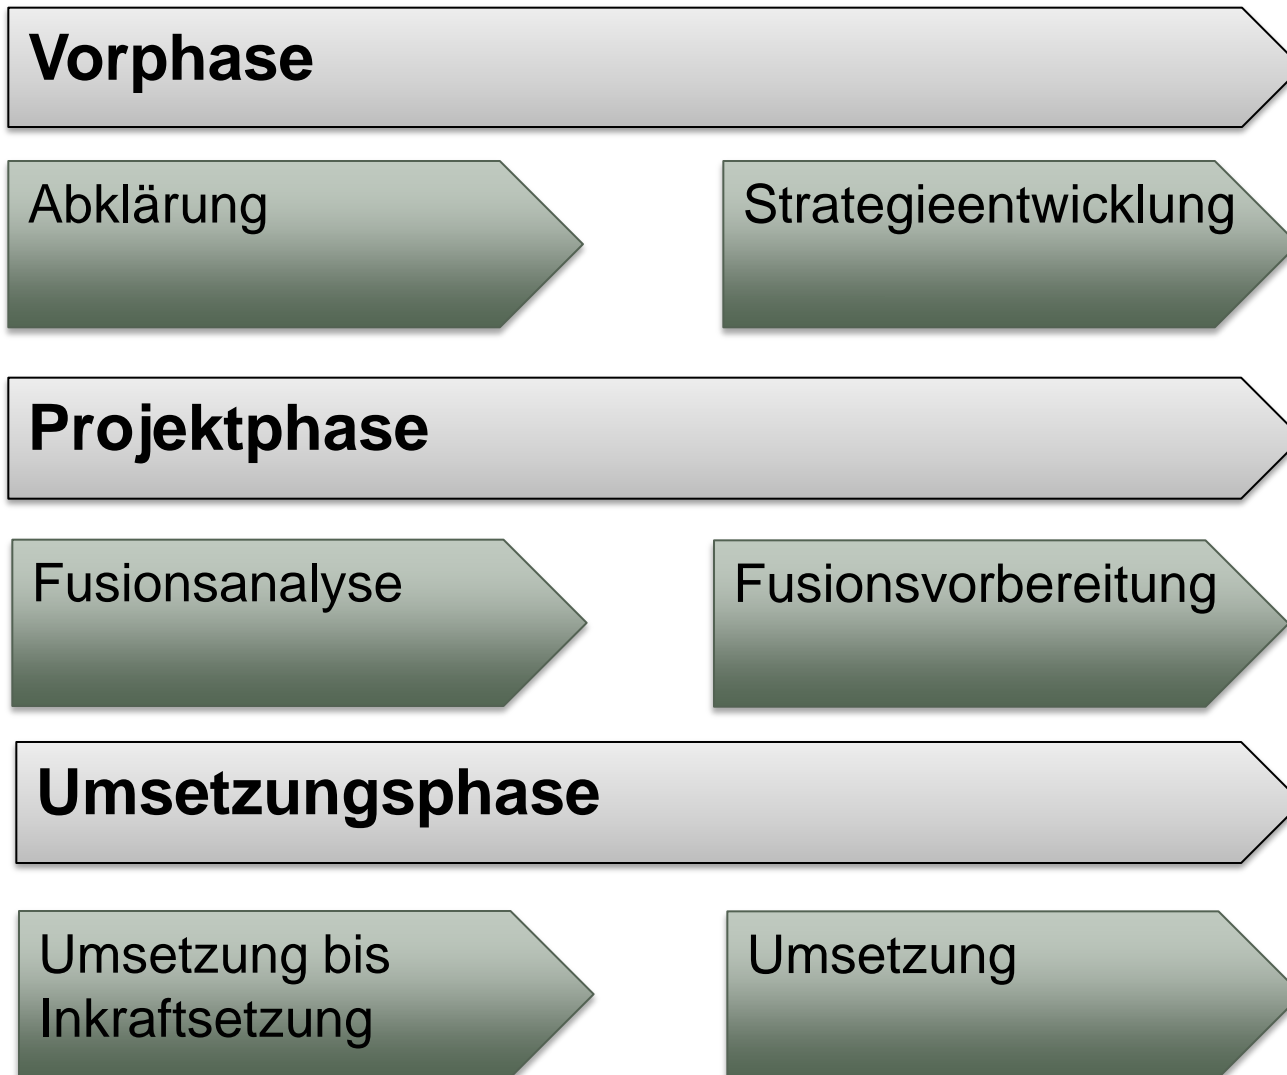 Vorphase
Abklärung
Strategieentwicklung
Projektphase
Fusionsanalyse
Fusionsvorbereitung
Umsetzungsphase
Umsetzung bis
Inkraftsetzung
Umsetzung